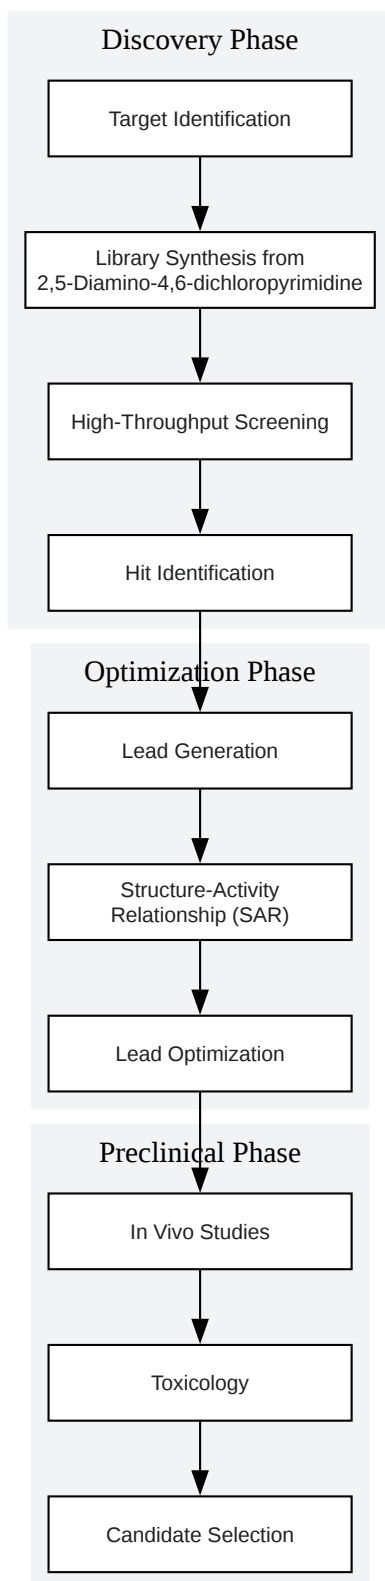 Discovery Phase
Target Identification
Library Synthesis from
2,5-Diamino-4,6-dichloropyrimidine
High-Throughput Screening
Hit Identification
Optimization Phase
Lead Generation
Structure-Activity
Relationship (SAR)
Lead Optimization
Preclinical Phase
In Vivo Studies
Toxicology
Candidate Selection